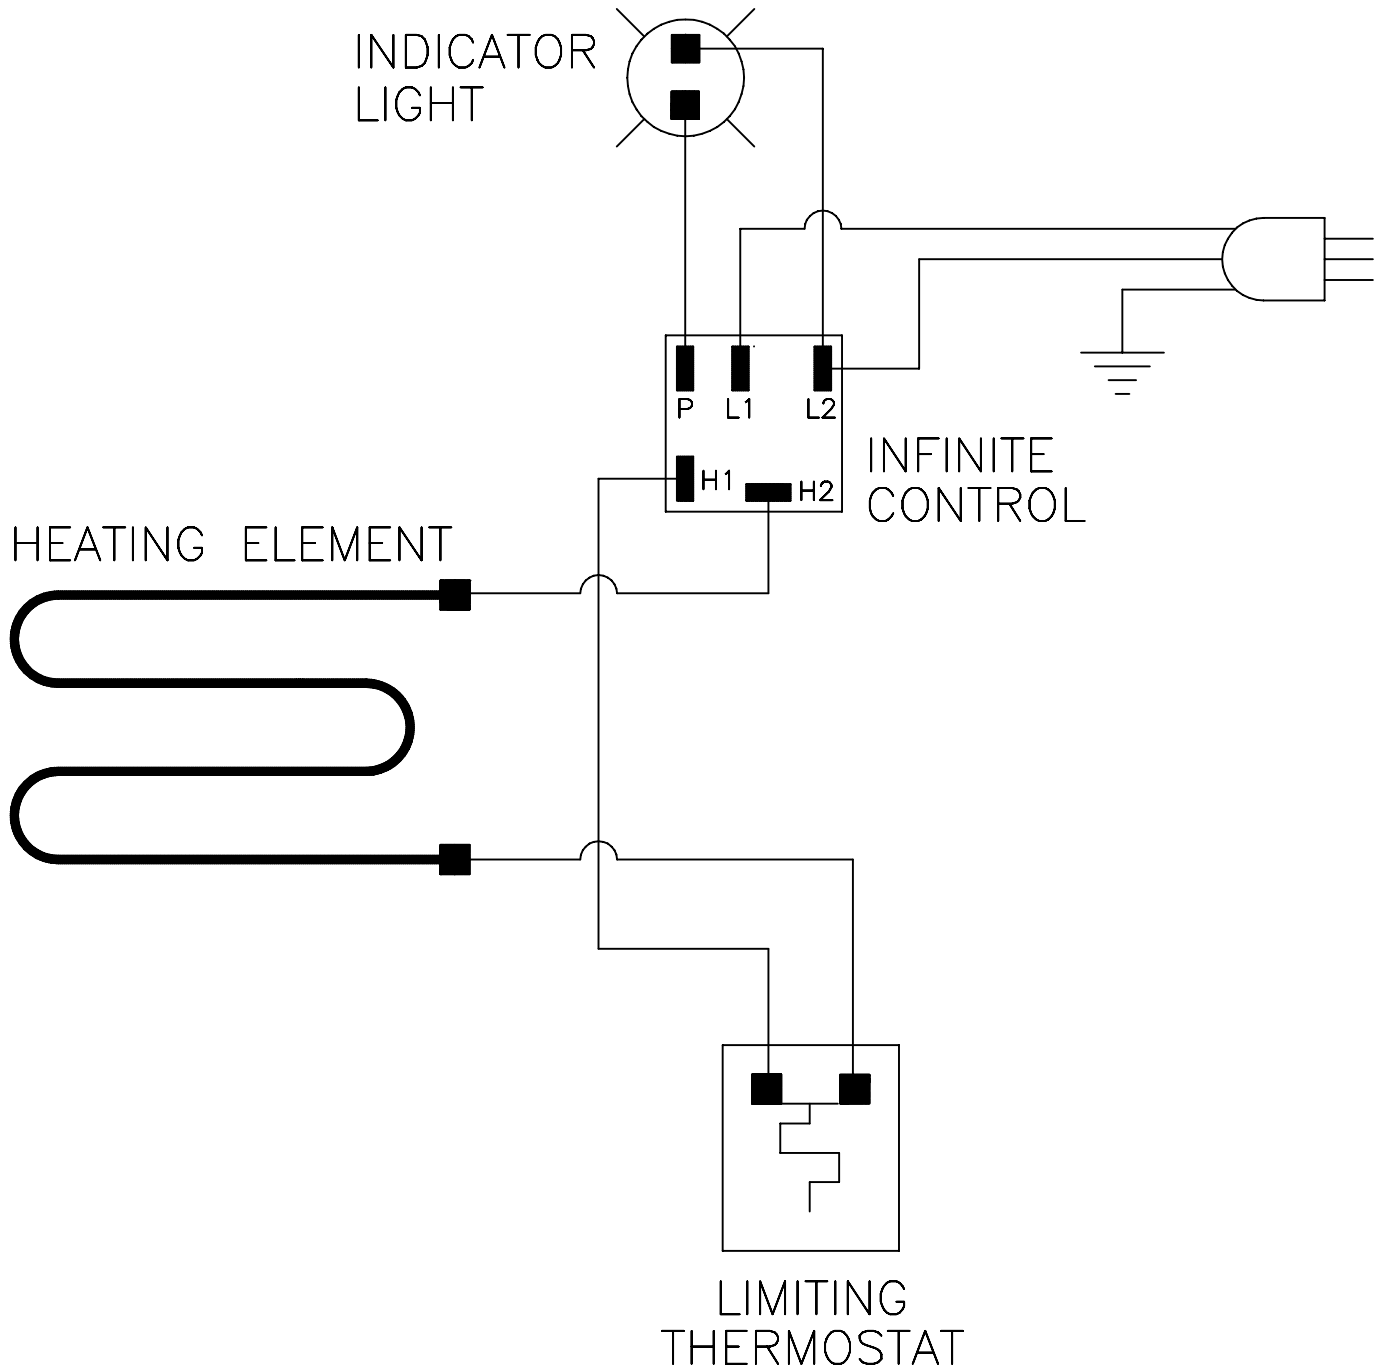 INDICATOR
LIGHT
P L1 L2
INFINITE
CONTROL
H1 H2
HEATING ELEMENT
LIMITING
THERMOSTAT